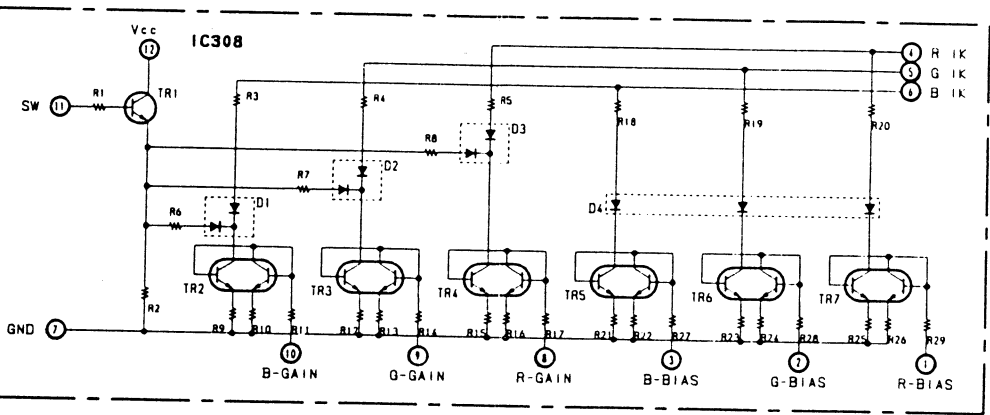 Vcc
IC308
12
4 R IK
5 G IK
6 B IK
SW 11
R1
TR1
R3
R4
R5
R18
R19
R20
R8
D3
R7
D2
R6
D1
D4
TR2
TR3
TR4
TR5
TR6
TR7
R2
GND 7
R9
R10
R11
R12
R13
R14
R15
R16
R17
R21
R22
R27
R23
R24
R28
R25
R26
R29
10
9
8
3
2
1
B-GAIN
G-GAIN
R-GAIN
B-BIAS
G-BIAS
R-BIAS